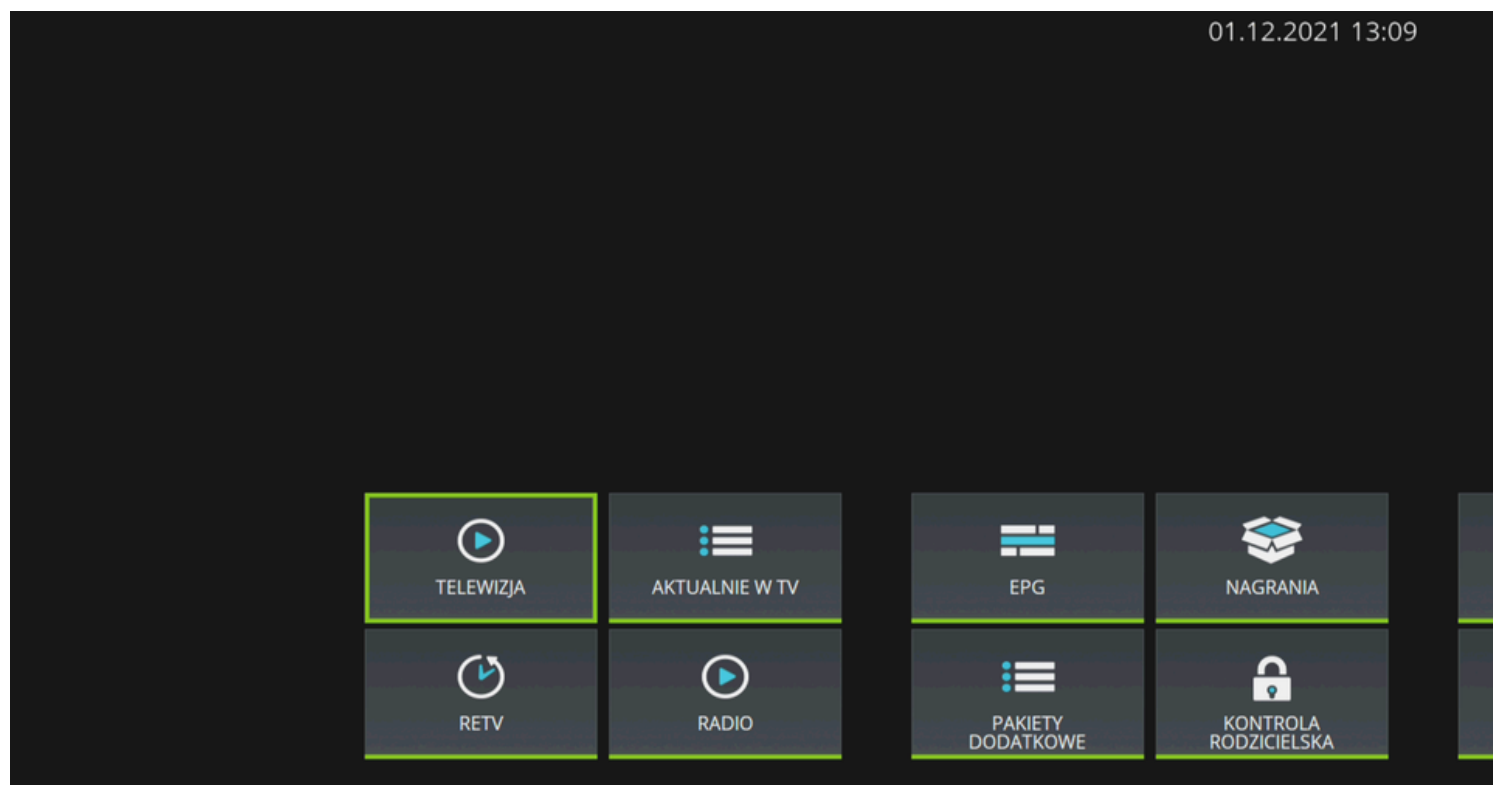 01.12.2021 13:09
TELEWIZJA
AKTUALNIE W TV
EPG
NAGRANIA
RETV
RADIO
PAKIETY
DODATKOWE
KONTROLA
RODZICIELSKA